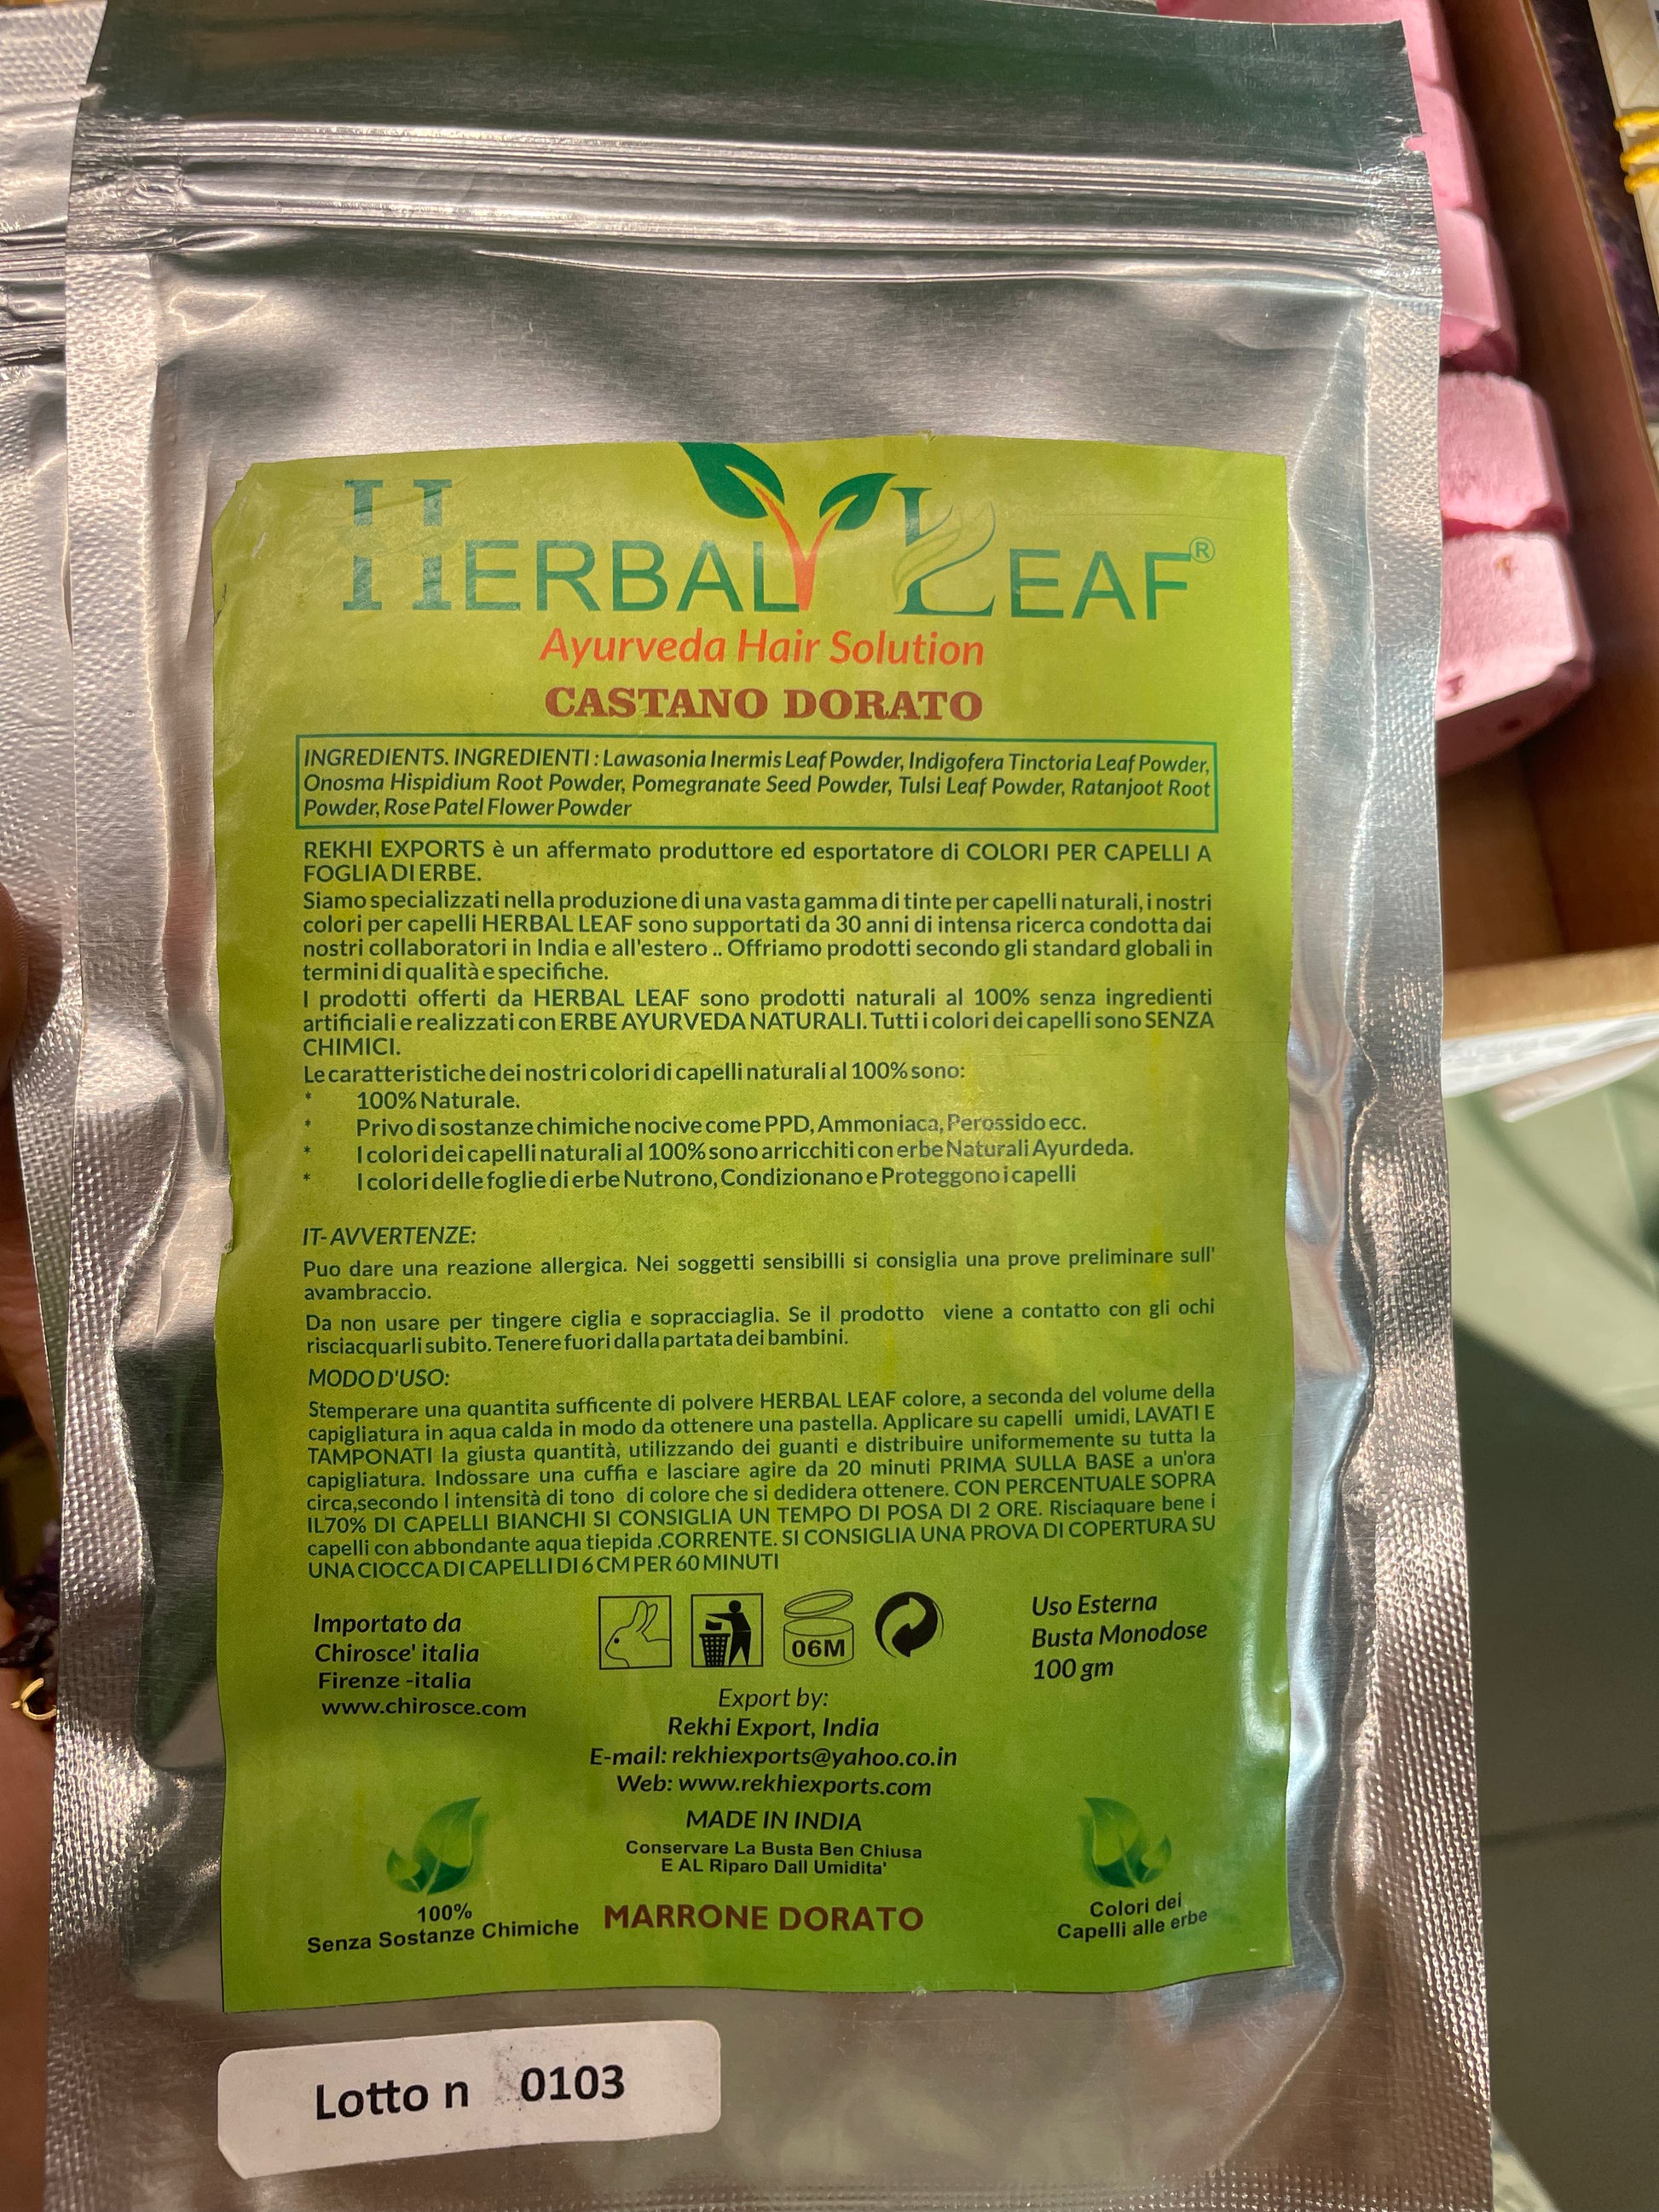 HERBAL LEAF®
Ayurveda Hair Solution
CASTANO DORATO
INGREDIENTS. INGREDIENTI : Lawasonia Inermis Leaf Powder, Indigofera Tinctoria Leaf Powder,
Onosma Hispidium Root Powder, Pomegranate Seed Powder, Tulsi Leaf Powder, Ratanjoot Root
Powder, Rose Patel Flower Powder
REKHI EXPORTS è un affermato produttore ed esportatore di COLORI PER CAPELLI A
FOGLIA DI ERBE.
Siamo specializzati nella produzione di una vasta gamma di tinte per capelli naturali, i nostri
colori per capelli HERBAL LEAF sono supportati da 30 anni di intensa ricerca condotta dai
nostri collaboratori in India e all'estero .. Offriamo prodotti secondo gli standard globali in
termini di qualità e specifiche.
I prodotti offerti da HERBAL LEAF sono prodotti naturali al 100% senza ingredienti
artificiali e realizzati con ERBE AYURVEDA NATURALI. Tutti i colori dei capelli sono SENZA
CHIMICI.
Le caratteristiche dei nostri colori di capelli naturali al 100% sono:
* 100% Naturale.
* Privo di sostanze chimiche nocive come PPD, Ammoniaca, Perossido ecc.
* I colori dei capelli naturali al 100% sono arricchiti con erbe Naturali Ayurdeda.
* I colori delle foglie di erbe Nutrono, Condizionano e Proteggono i capelli
IT- AVVERTENZE:
Puo dare una reazione allergica. Nei soggetti sensibilli si consiglia una prove preliminare sull'
avambraccio.
Da non usare per tingere ciglia e sopracciaglia. Se il prodotto viene a contatto con gli ochi
risciacquarli subito. Tenere fuori dalla partata dei bambini.
MODO D'USO:
Stemperare una quantita sufficente di polvere HERBAL LEAF colore, a seconda del volume della
capigliatura in aqua calda in modo da ottenere una pastella. Applicare su capelli umidi, LAVATI E
TAMPONATI la giusta quantità, utilizzando dei guanti e distribuire uniformemente su tutta la
capigliatura. Indossare una cuffia e lasciare agire da 20 minuti PRIMA SULLA BASE a un'ora
circa,secondo l intensità di tono di colore che si dedidera ottenere. CON PERCENTUALE SOPRA
IL70% DI CAPELLI BIANCHI SI CONSIGLIA UN TEMPO DI POSA DI 2 ORE. Risciaquare bene i
capelli con abbondante aqua tiepida .CORRENTE. SI CONSIGLIA UNA PROVA DI COPERTURA SU
UNA CIOCCA DI CAPELLI DI 6 CM PER 60 MINUTI
Importato da
Chirosce' italia
Firenze -italia
www.chirosce.com
06M
Uso Esterna
Busta Monodose
100 gm
Export by:
Rekhi Export, India
E-mail: rekhiexports@yahoo.co.in
Web: www.rekhiexports.com
MADE IN INDIA
Conservare La Busta Ben Chiusa
E AL Riparo Dall Umidita'
100%
Senza Sostanze Chimiche
MARRONE DORATO
Colori dei
Capelli alle erbe
Lotto n 0103